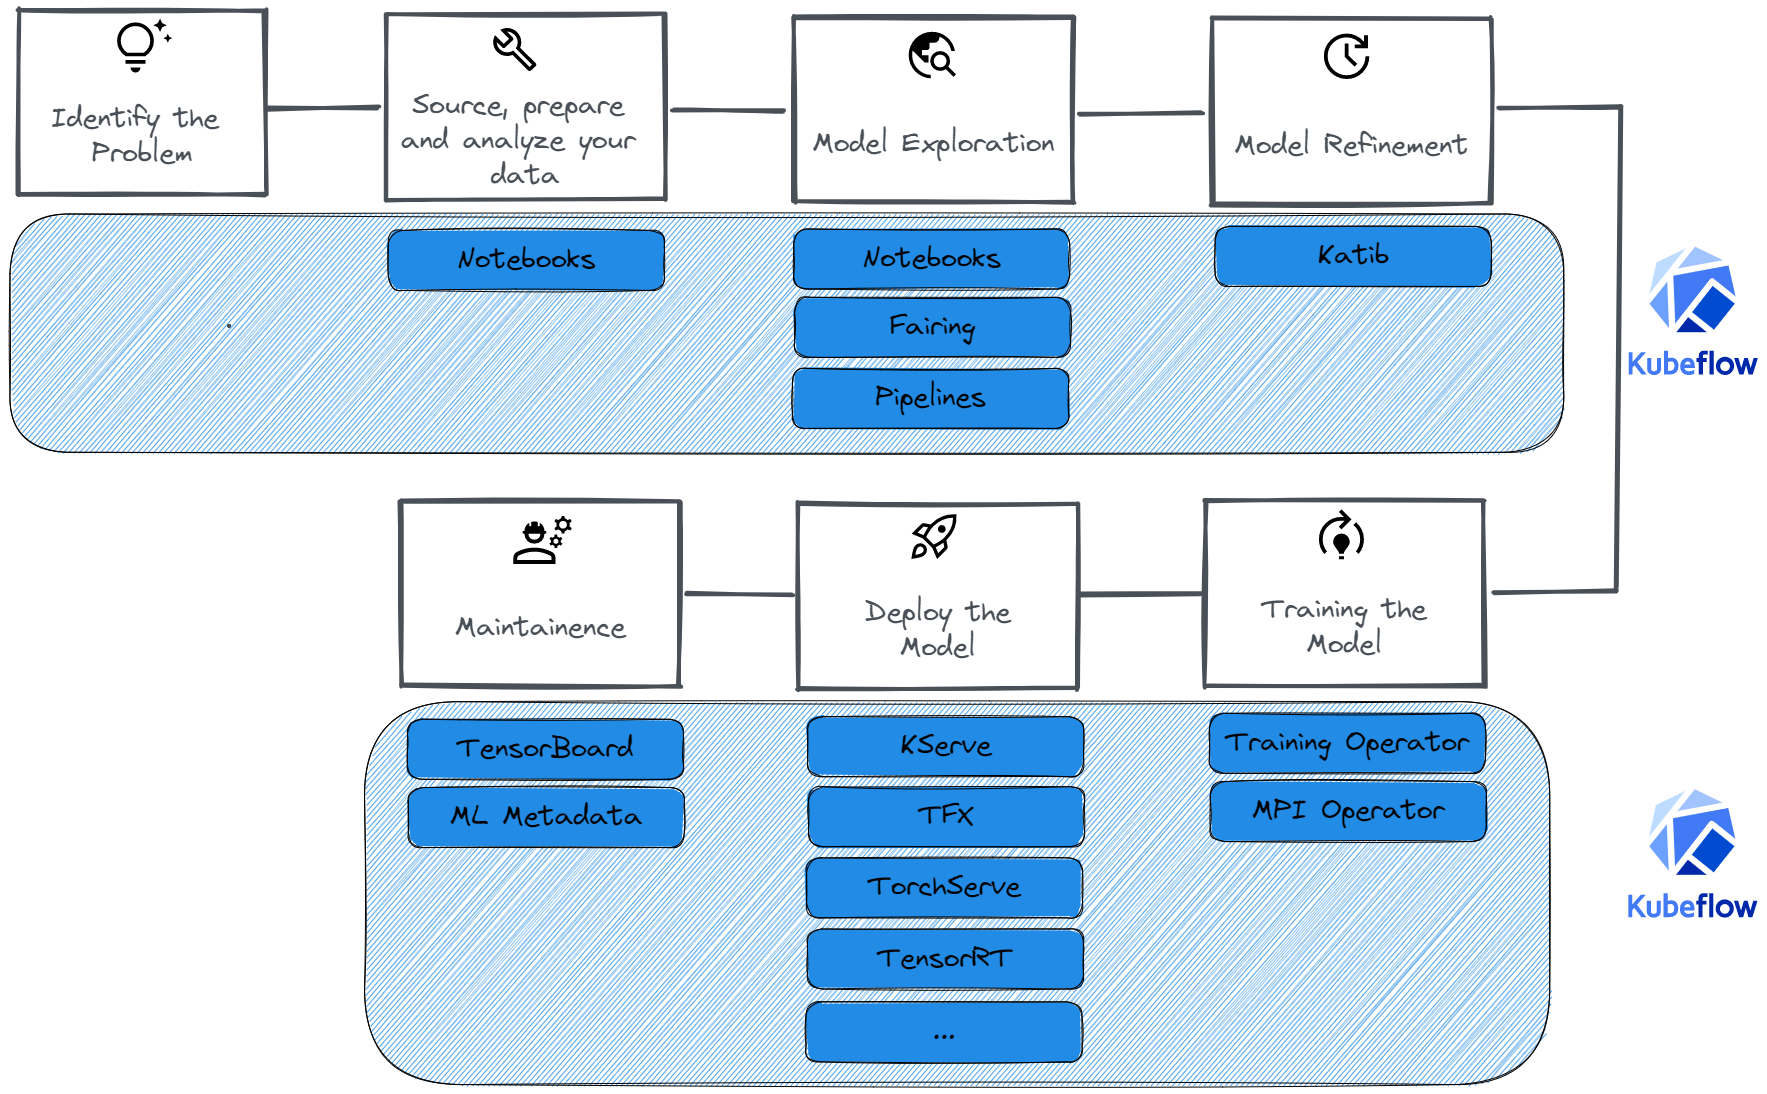 Identify the
Problem
Source, prepare
and analyze your
data
Model Exploration
Model Refinement
Notebooks
Notebooks
Fairing
Pipelines
Katib
Kubeflow
Maintainence
Deploy the
Model
Training the
Model
TensorBoard
ML Metadata
KServe
TFX
TorchServe
TensorRT
...
Training Operator
MPI Operator
Kubeflow